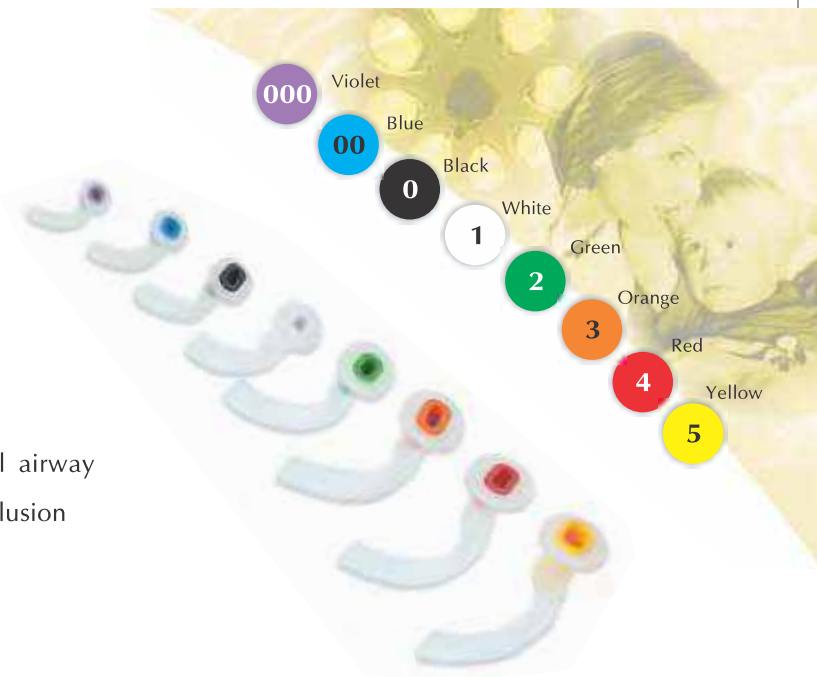 000 Violet
00 Blue
0 Black
1 White
2 Green
3 Orange
4 Red
5 Yellow
l airway
lusion